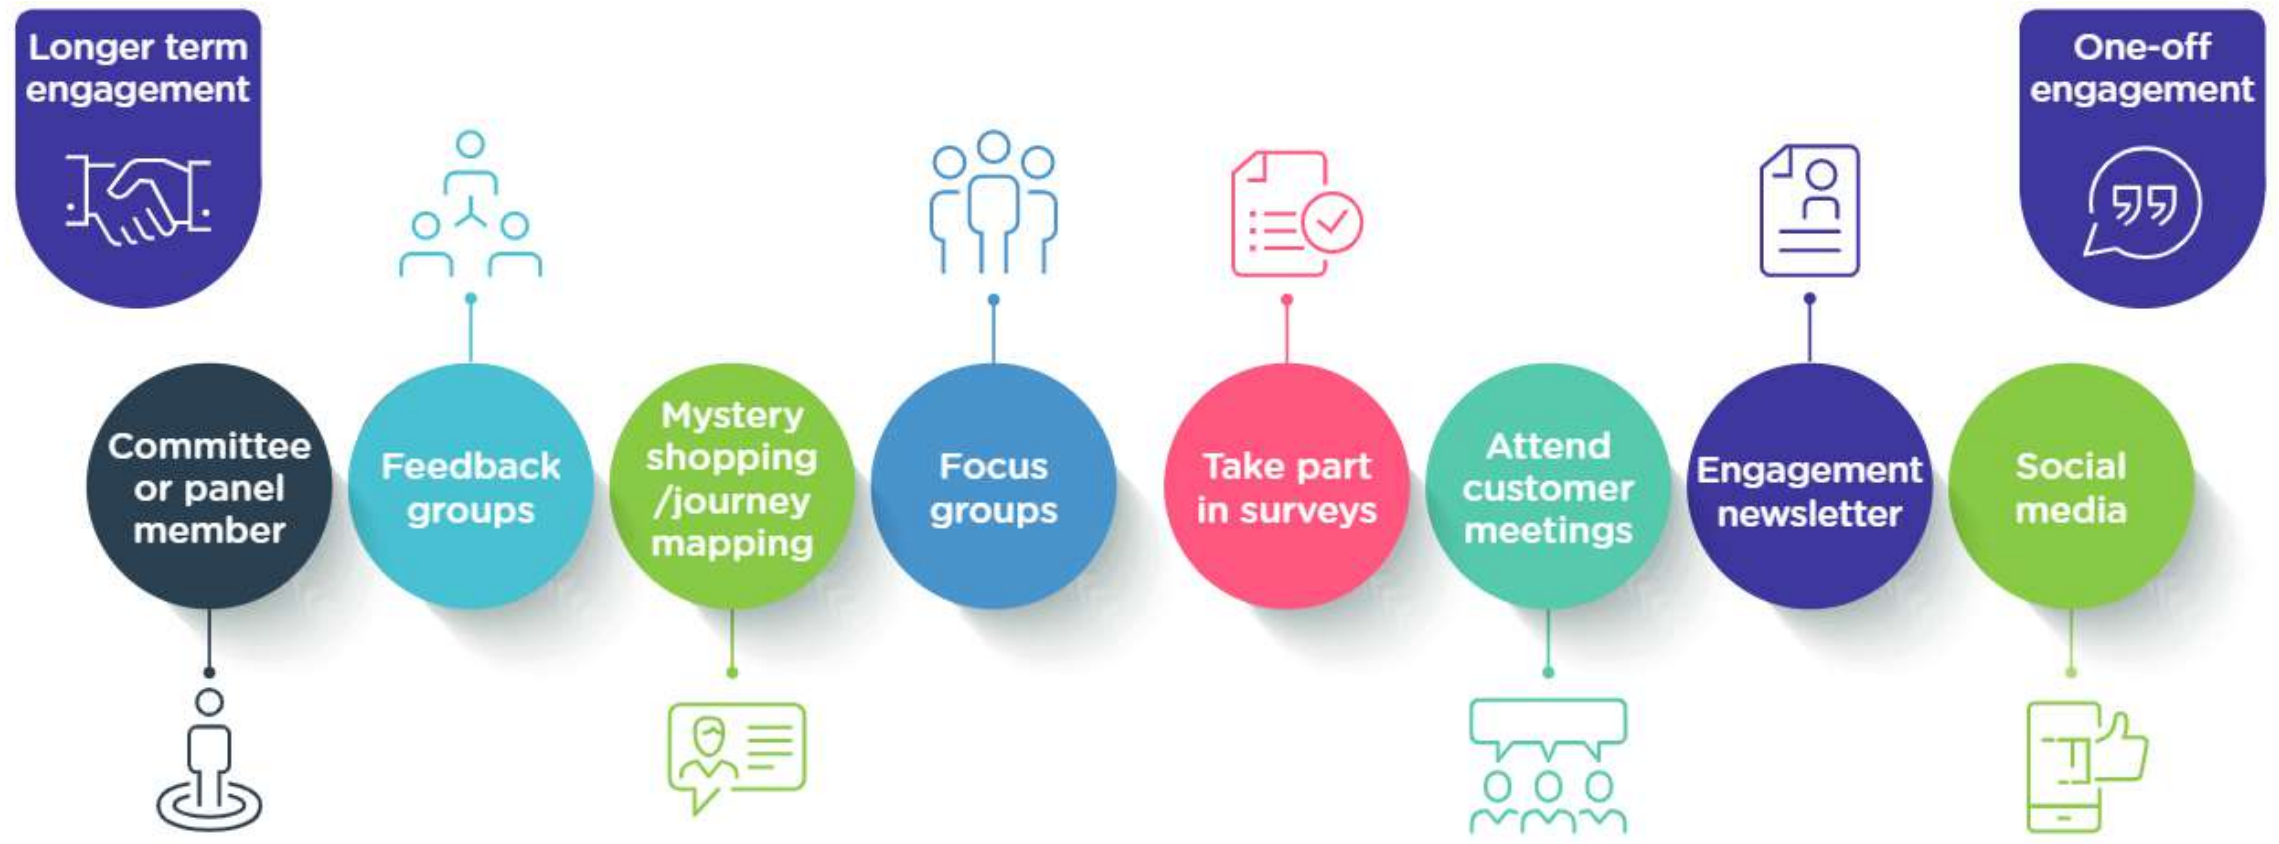 Longer term
engagement
One-off
engagement
Committee
or panel
member
Feedback
groups
Mystery
shopping
/journey
mapping
Focus
groups
Take part
in surveys
Attend
customer
meetings
Engagement
newsletter
Social
media